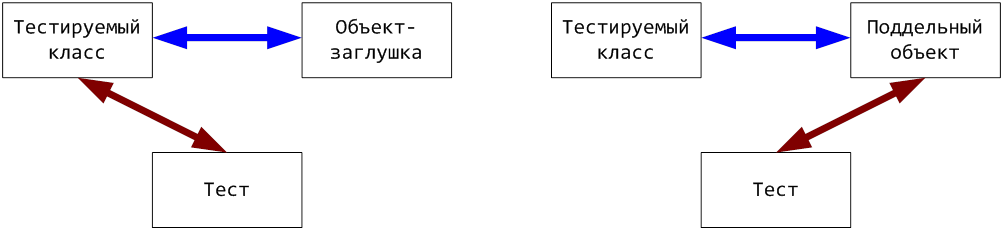 Тестируемый
класс
Объект-
заглушка
Тест
Тестируемый
класс
Поддельный
объект
Тест